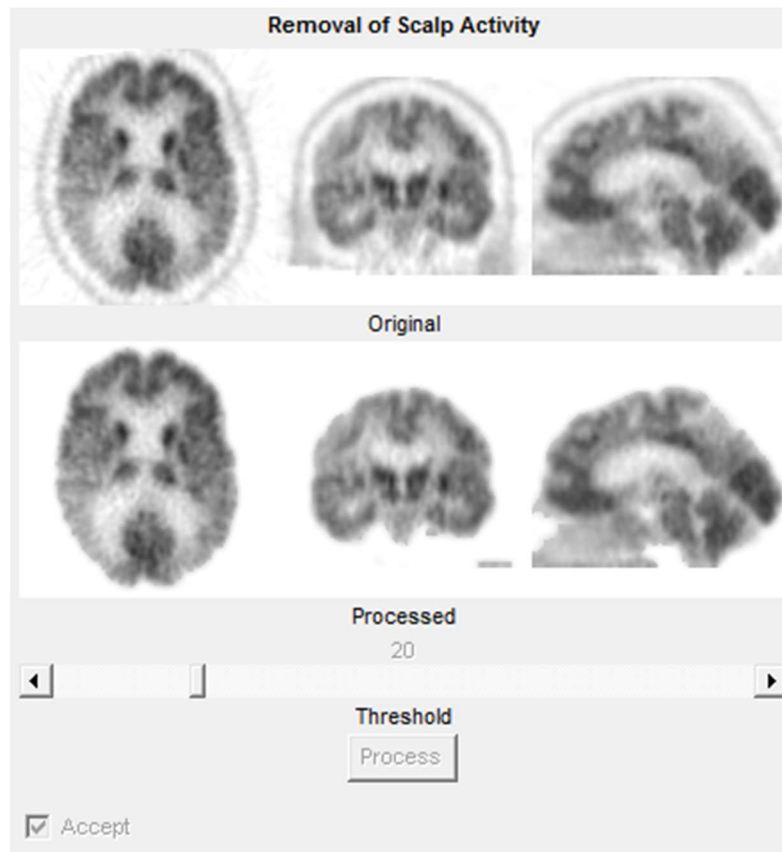 Removal of Scalp Activity
Original
Processed
20
Threshold
Process
Accept